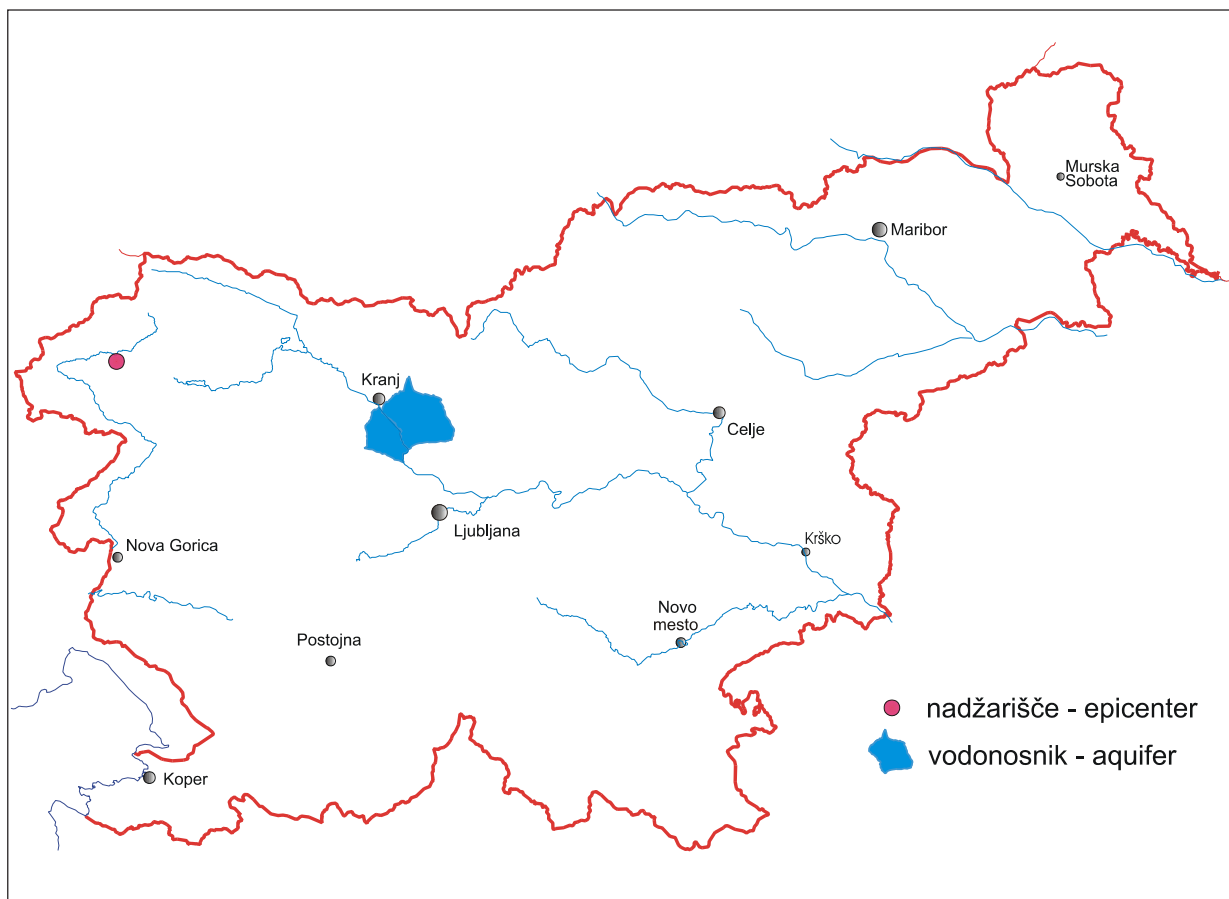 Murska
Sobota
Maribor
Kranj
Celje
Ljubljana
Nova Gorica
Krško
Novo
mesto
Postojna
Koper
nadžarišče - epicenter
vodonosnik - aquifer